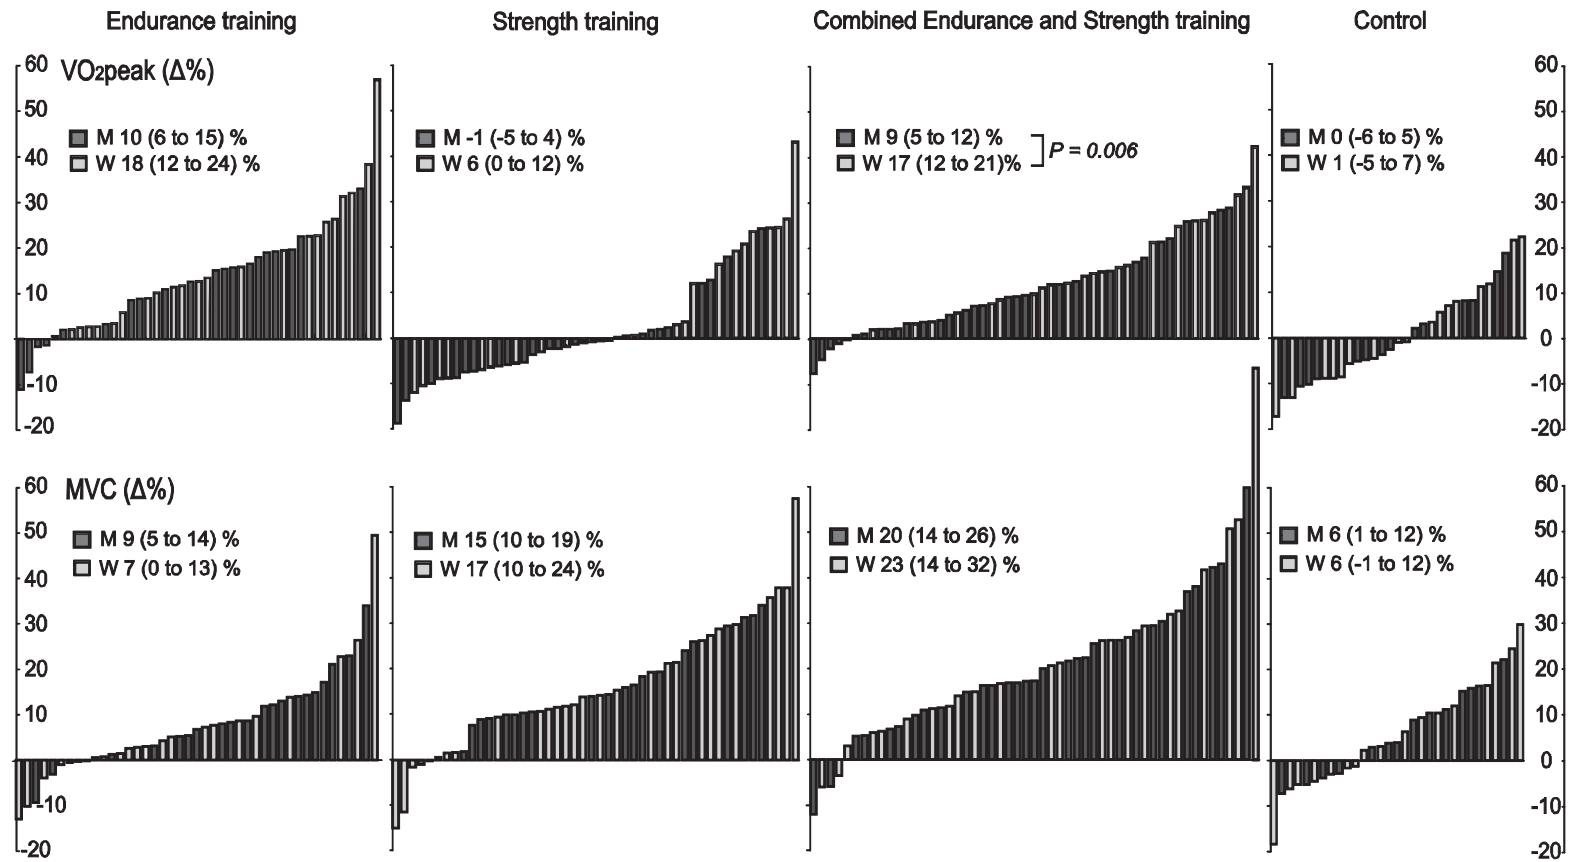 Endurance training Strength training Combined Endurance and Strength training Control
60 VO2peak (Δ%) 60
50 50
M 10 (6 to 15) % M -1 (-5 to 4) % M 9 (5 to 12) % M 0 (-6 to 5) %
P = 0.006
40 W 18 (12 to 24) % W 6 (0 to 12) % W 17 (12 to 21)% W 1 (-5 to 7) % 40
30 30
20 20
10 10
0 0
-10 -10
-20 -20
60 MVC (Δ%) 60
50 M 9 (5 to 14) % M 15 (10 to 19) % M 20 (14 to 26) % M 6 (1 to 12) % 50
W 7 (0 to 13) % W 17 (10 to 24) % W 23 (14 to 32) % W 6 (-1 to 12) %
40 40
30 30
20 20
10 10
0 0
-10 -10
-20 -20